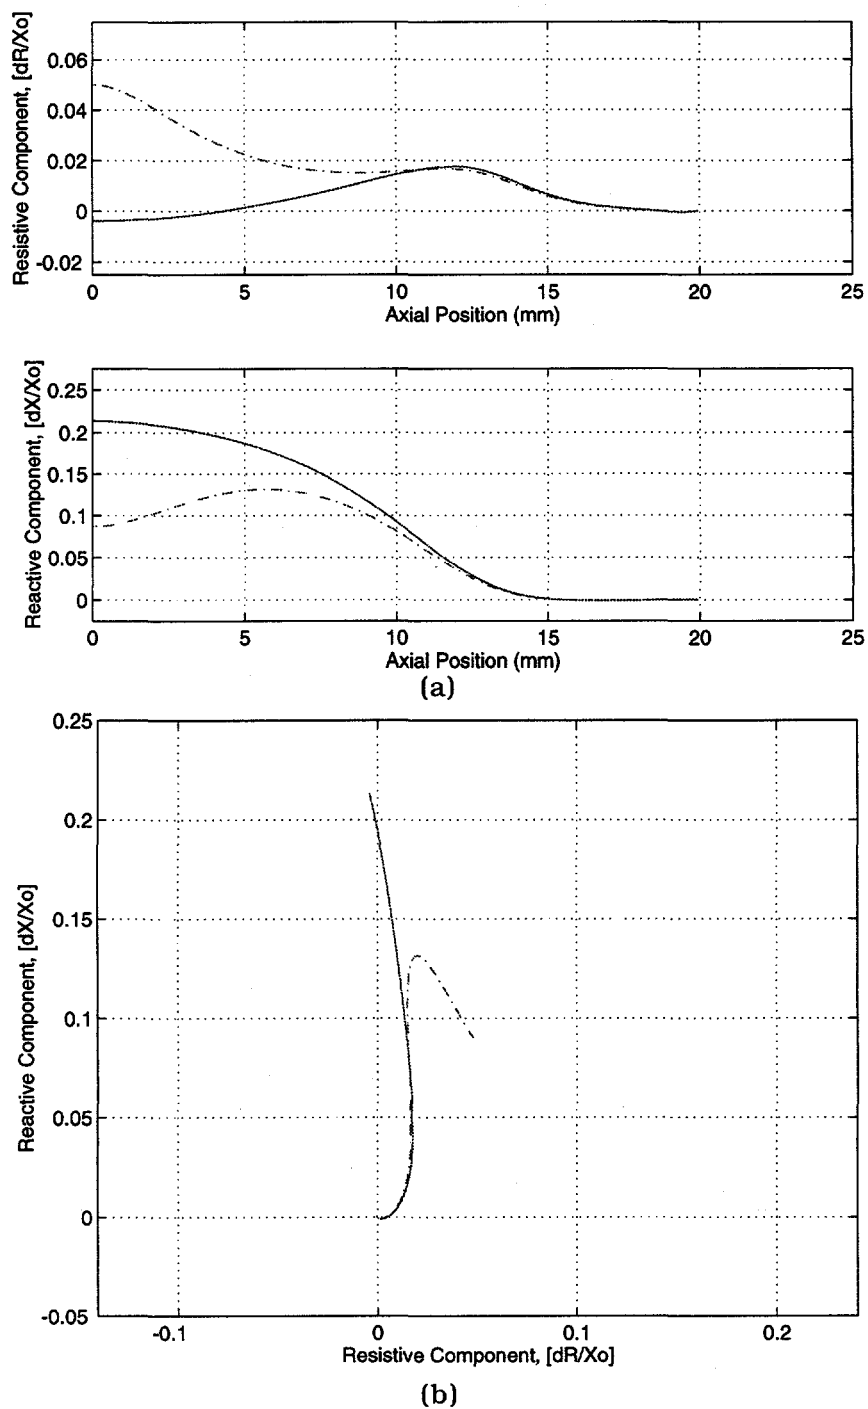 Resistive Component, [dR/Xo]
0.06
0.04
0.02
0
-0.02
0 5 10 15 20 25
Axial Position (mm)
Reactive Component, [dX/Xo]
0.25
0.2
0.15
0.1
0.05
0
0 5 10 15 20 25
Axial Position (mm)
(a)
Reactive Component, [dX/Xo]
0.25
0.2
0.15
0.1
0.05
0
-0.05
-0.1 0 0.1 0.2
Resistive Component, [dR/Xo]
(b)